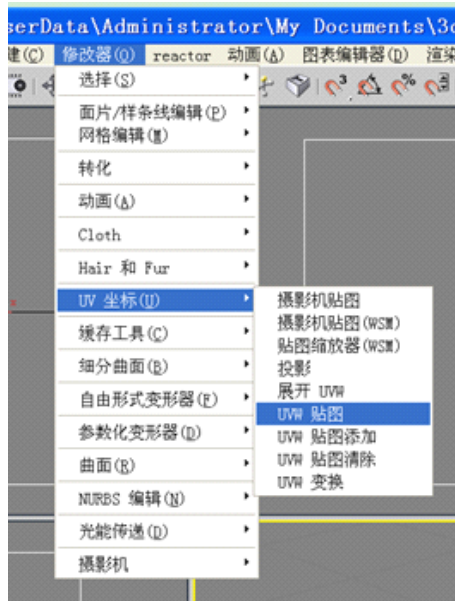 serData\Administrator\My Documents\3d
建(C) 修改器(O) reactor 动画(A) 图表编辑器(D) 渲染
选择(S)
面片/样条线编辑(P)
网格编辑(M)
转化
动画(A)
Cloth
Hair 和 Fur
UV 坐标(U)
缓存工具(C)
细分曲面(B)
自由形式变形器(F)
参数化变形器(D)
曲面(R)
NURBS 编辑(N)
光能传递(D)
摄影机
摄影机贴图
摄影机贴图(WSM)
贴图缩放器(WSM)
投影
展开 UVW
UVW 贴图
UVW 贴图添加
UVW 贴图清除
UVW 变换